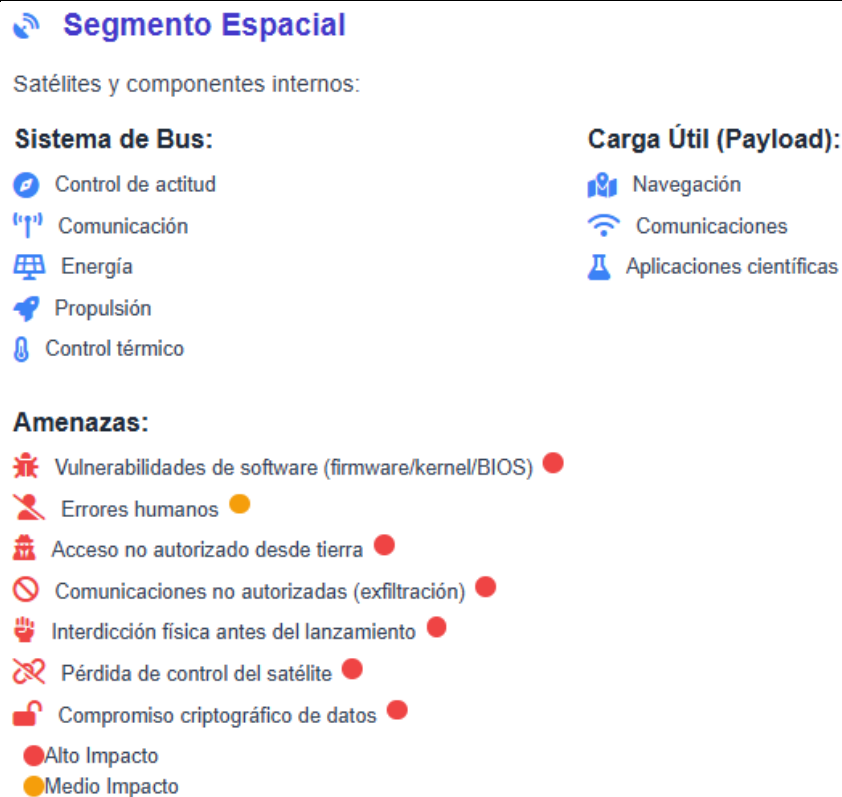 Segmento Espacial
Satélites y componentes internos:
Sistema de Bus:
Control de actitud
Comunicación
Energía
Propulsión
Control térmico
Carga Útil (Payload):
Navegación
Comunicaciones
Aplicaciones científicas
Amenazas:
Vulnerabilidades de software (firmware/kernel/BIOS)
Errores humanos
Acceso no autorizado desde tierra
Comunicaciones no autorizadas (exfiltración)
Interdicción física antes del lanzamiento
Pérdida de control del satélite
Compromiso criptográfico de datos
Alto Impacto
Medio Impacto